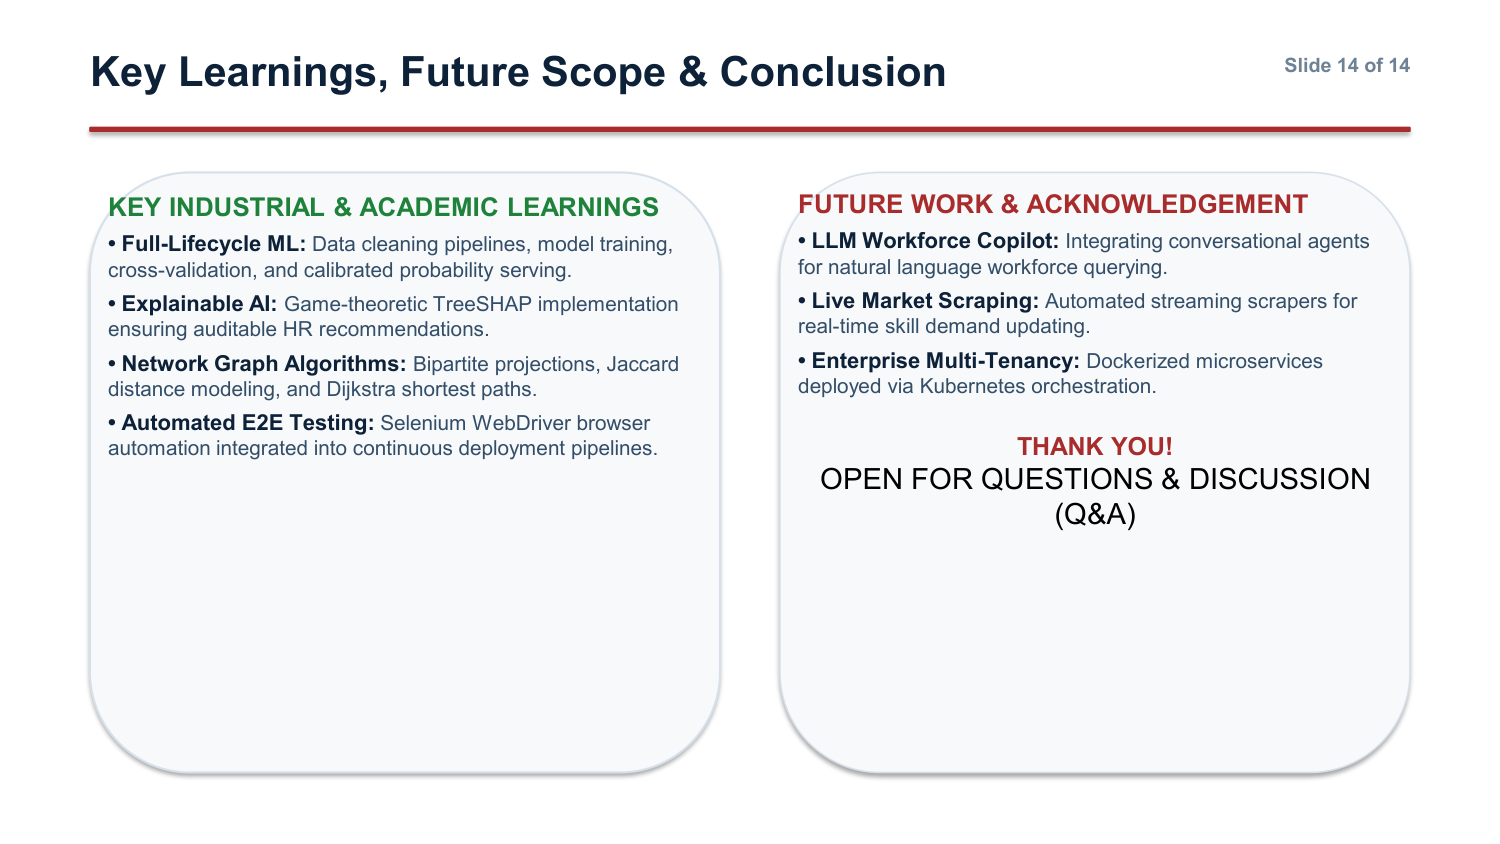 Key Learnings, Future Scope & Conclusion
Slide 14 of 14
KEY INDUSTRIAL & ACADEMIC LEARNINGS
• Full-Lifecycle ML: Data cleaning pipelines, model training,
cross-validation, and calibrated probability serving.
• Explainable AI: Game-theoretic TreeSHAP implementation
ensuring auditable HR recommendations.
• Network Graph Algorithms: Bipartite projections, Jaccard
distance modeling, and Dijkstra shortest paths.
• Automated E2E Testing: Selenium WebDriver browser
automation integrated into continuous deployment pipelines.
FUTURE WORK & ACKNOWLEDGEMENT
• LLM Workforce Copilot: Integrating conversational agents
for natural language workforce querying.
• Live Market Scraping: Automated streaming scrapers for
real-time skill demand updating.
• Enterprise Multi-Tenancy: Dockerized microservices
deployed via Kubernetes orchestration.
THANK YOU!
OPEN FOR QUESTIONS & DISCUSSION
(Q&A)